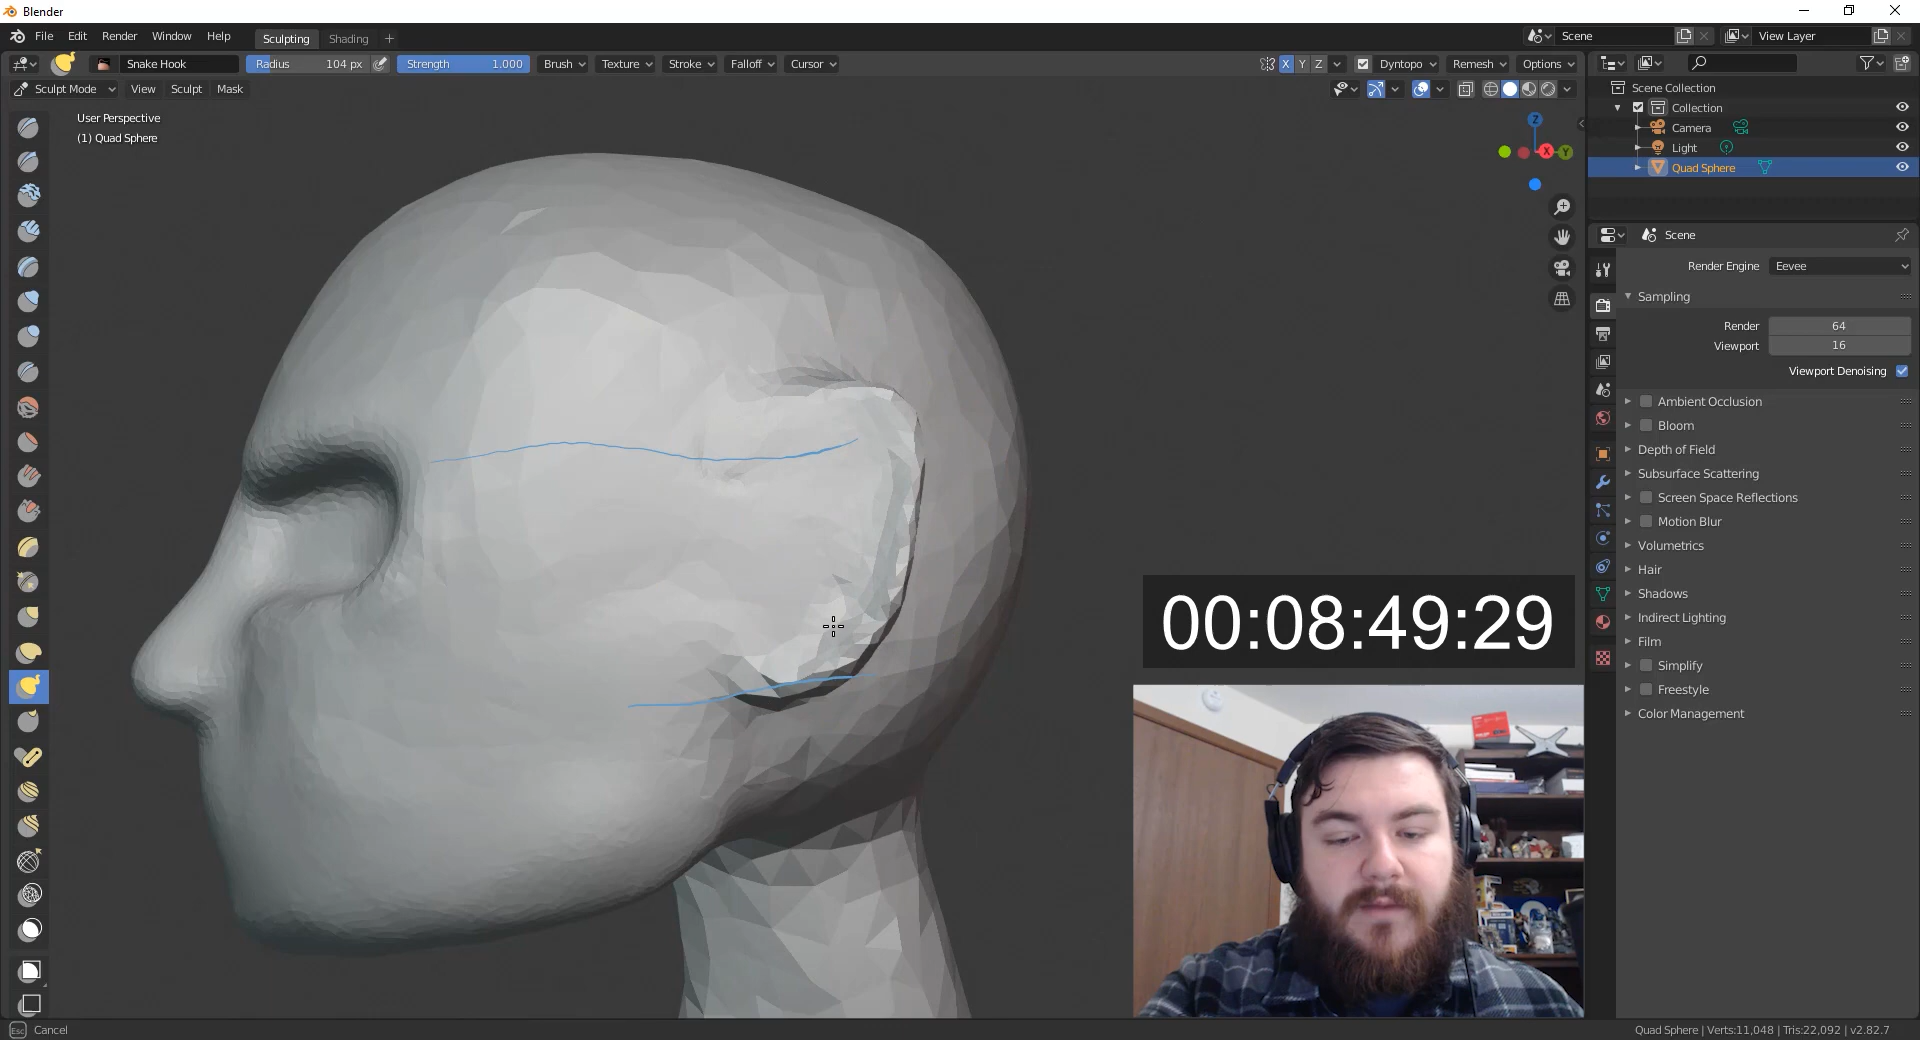 Blender
File Edit Render Window Help Sculpting Shading + Scene View Layer
Snake Hook Radius 104 px Strength 1.000 Brush Texture Stroke Falloff Cursor X Y Z Dyntopo Remesh Options
Sculpt Mode View Sculpt Mask
User Perspective
(1) Quad Sphere
Z
X Y
Scene Collection
Collection
Camera
Light
Quad Sphere
Scene
Render Engine Eevee
Sampling
Render 64
Viewport 16
Viewport Denoising
Ambient Occlusion
Bloom
Depth of Field
Subsurface Scattering
Screen Space Reflections
Motion Blur
Volumetrics
Hair
Shadows
Indirect Lighting
Film
Simplify
Freestyle
Color Management
00:08:49:29
Esc Cancel
Quad Sphere | Verts:11,048 | Tris:22,092 | v2.82.7